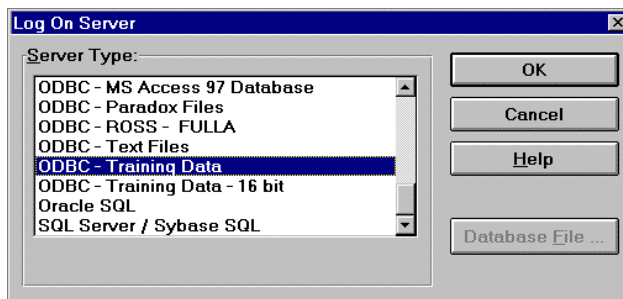 Log On Server
Server Type:
ODBC - MS Access 97 Database
ODBC - Paradox Files
ODBC - ROSS - FULLA
ODBC - Text Files
ODBC - Training Data
ODBC - Training Data - 16 bit
Oracle SQL
SQL Server / Sybase SQL
OK
Cancel
Help
Database File ...